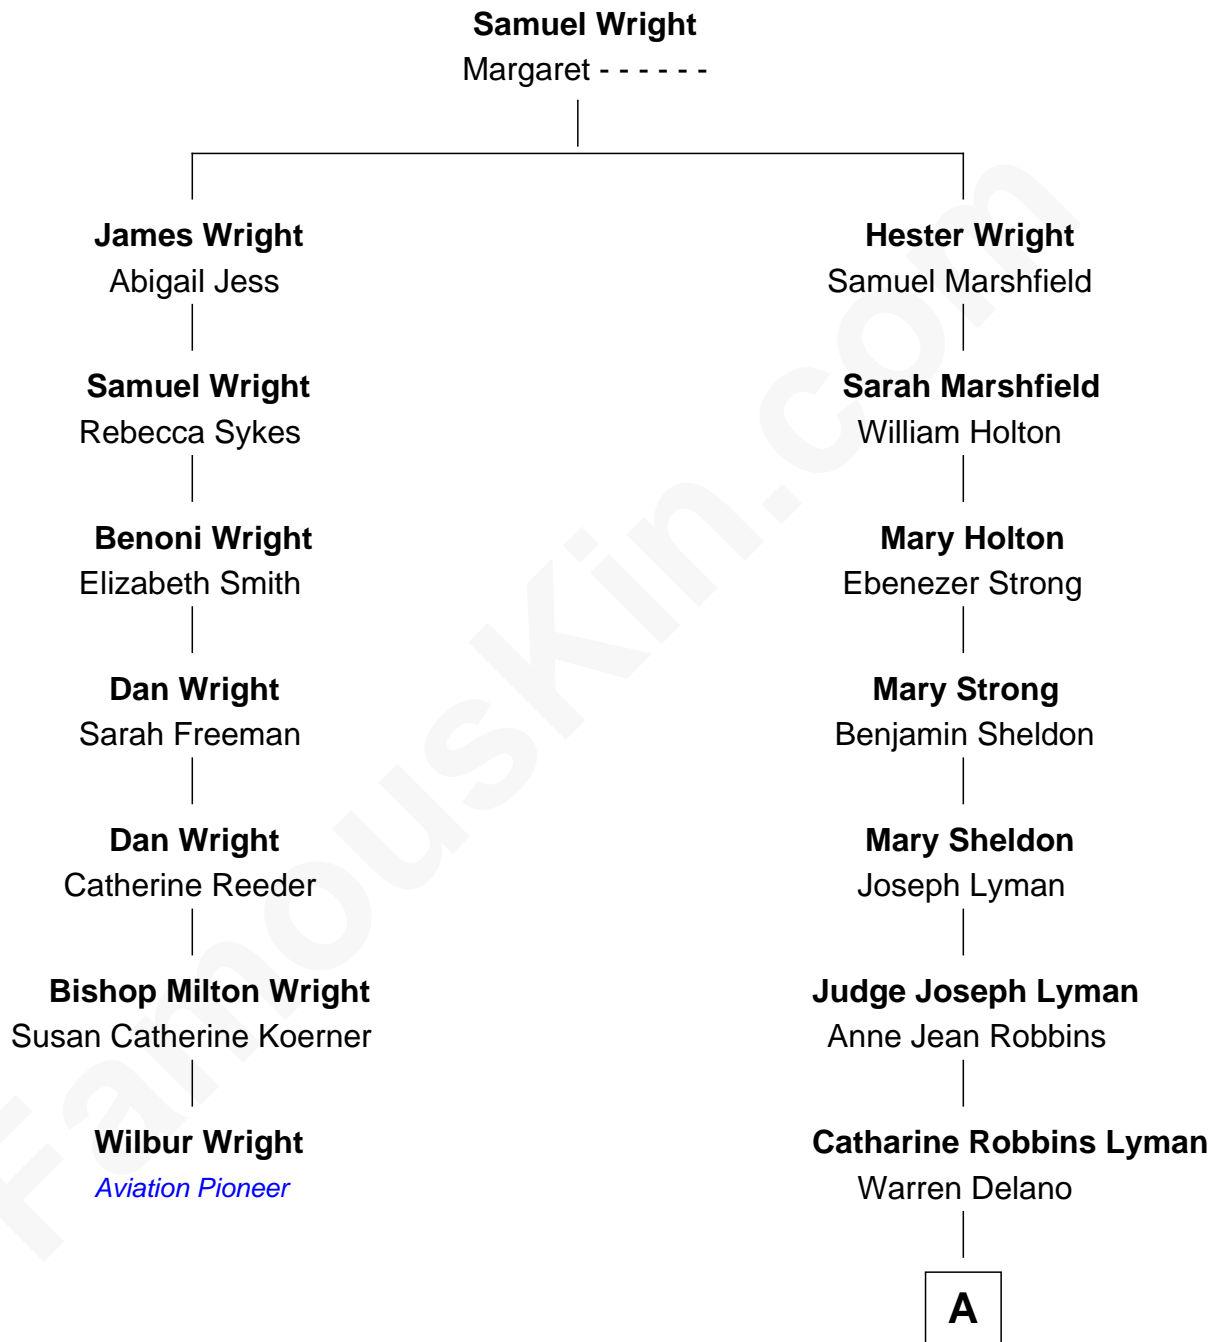 Samuel Wright
Margaret - - - - - -
James Wright
Abigail Jess
Hester Wright
Samuel Marshfield
Samuel Wright
Rebecca Sykes
Sarah Marshfield
William Holton
Benoni Wright
Elizabeth Smith
Mary Holton
Ebenezer Strong
Dan Wright
Sarah Freeman
Mary Strong
Benjamin Sheldon
Dan Wright
Catherine Reeder
Mary Sheldon
Joseph Lyman
Bishop Milton Wright
Susan Catherine Koerner
Judge Joseph Lyman
Anne Jean Robbins
Wilbur Wright
Aviation Pioneer
Catharine Robbins Lyman
Warren Delano
A
FamousKin.com